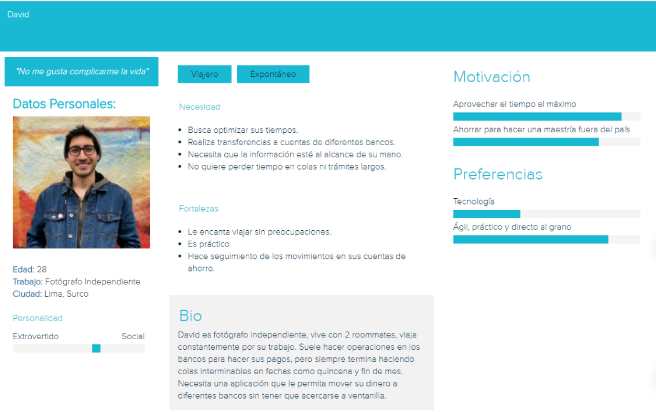 David
"No me gusta complicarme la vida"
Datos Personales:
Edad: 28
Trabajo: Fotógrafo Independiente
Ciudad: Lima, Surco
Personalidad
Extrovertido Social
Viajero Expontáneo
Necesidad
Busca optimizar sus tiempos.
Realiza transferencias a cuentas de diferentes bancos.
Necesita que la información esté al alcance de su mano.
No quiere perder tiempo en colas ni trámites largos.
Fortalezas
Le encanta viajar sin preocupaciones.
Es práctico
Hace seguimiento de los movimientos en sus cuentas de
ahorro.
Bio
David es fotógrafo independiente, vive con 2 roommates, viaja
constantemente por su trabajo. Suele hacer operaciones en los
bancos para hacer sus pagos, pero siempre termina haciendo
colas interminables en fechas como quincena y fin de mes.
Necesita una aplicación que le permita mover su dinero a
diferentes bancos sin tener que acercarse a ventanilla.
Motivación
Aprovechar el tiempo al máximo
Ahorrar para hacer una maestría fuera del país
Preferencias
Tecnología
Ágil, práctico y directo al grano